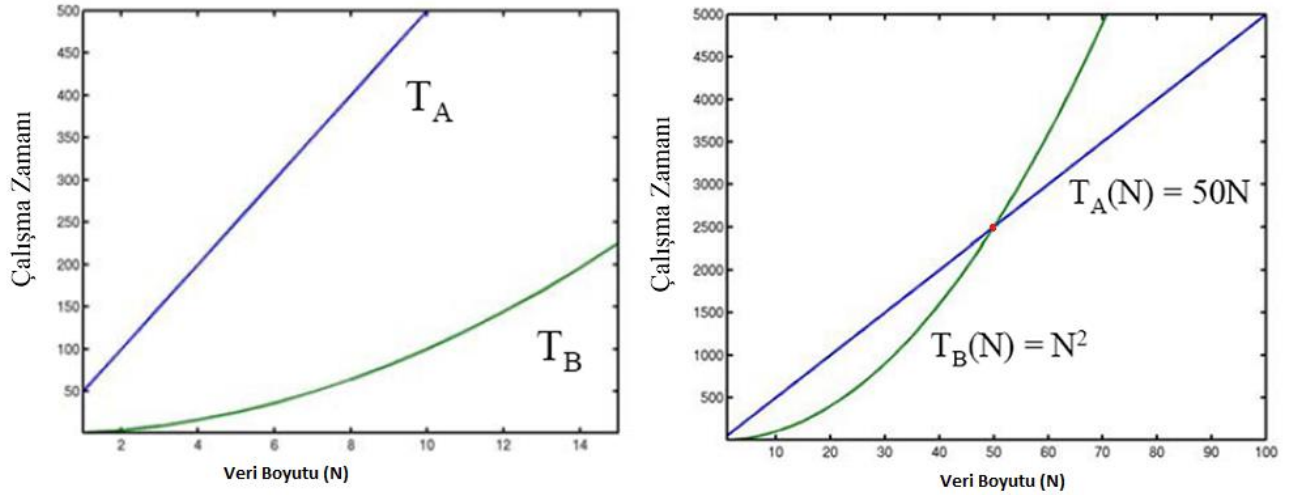 500
450
400
350
300
250
200
150
100
50
2 4 6 8 10 12 14
Çalışma Zamanı
Veri Boyutu (N)
T_A
T_B
5000
4500
4000
3500
3000
2500
2000
1500
1000
500
10 20 30 40 50 60 70 80 90 100
Çalışma Zamanı
Veri Boyutu (N)
T_A(N) = 50N
T_B(N) = N²